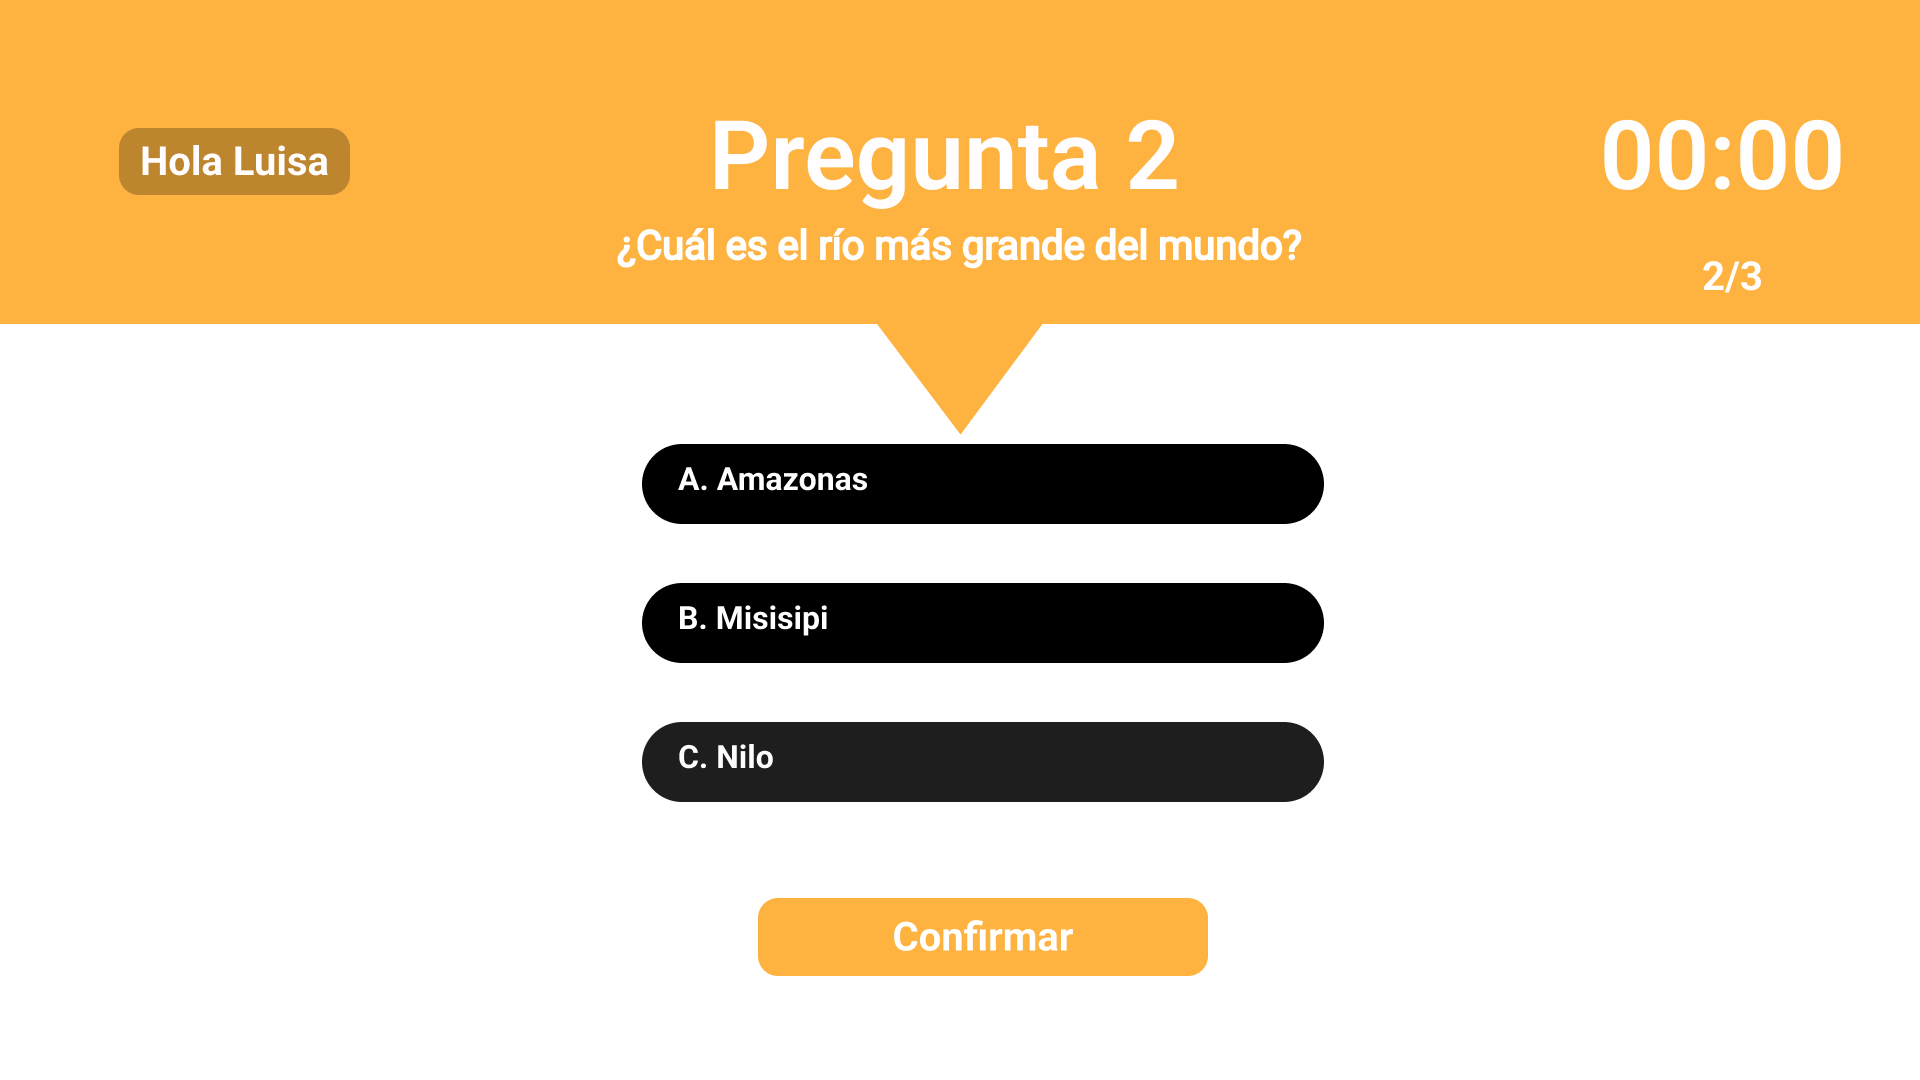 Hola Luisa
Pregunta 2
00:00
¿Cuál es el río más grande del mundo?
2/3
A. Amazonas
B. Misisipi
C. Nilo
Confirmar